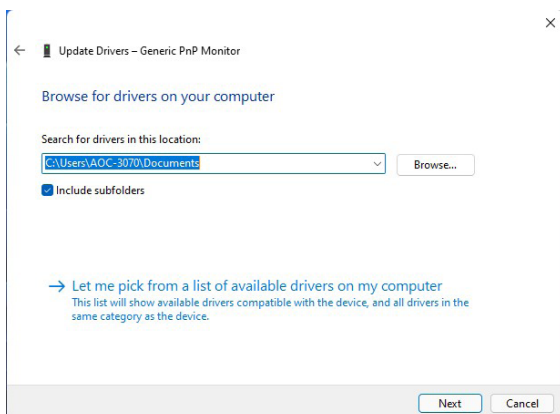 Update Drivers – Generic PnP Monitor
Browse for drivers on your computer
Search for drivers in this location:
C:\Users\AOC-3070\Documents
Browse...
Include subfolders
Let me pick from a list of available drivers on my computer
This list will show available drivers compatible with the device, and all drivers in the
same category as the device.
Next
Cancel